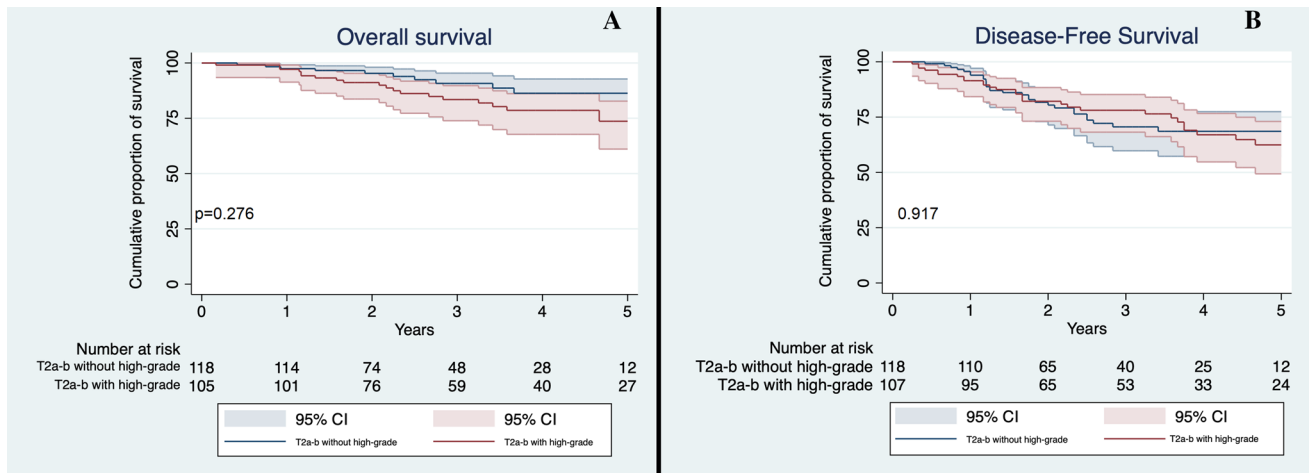 A
Overall survival
Cumulative proportion of survival
100
75
50
25
0
p=0.276
0 1 2 3 4 5
Years
Number at risk
T2a-b without high-grade 118 114 74 48 28 12
T2a-b with high-grade 105 101 76 59 40 27
95% CI 95% CI
T2a-b without high-grade T2a-b with high-grade
B
Disease-Free Survival
Cumulative proportion of survival
100
75
50
25
0
0.917
0 1 2 3 4 5
Years
Number at risk
T2a-b without high-grade 118 110 65 40 25 12
T2a-b with high-grade 107 95 65 53 33 24
95% CI 95% CI
T2a-b without high-grade T2a-b with high-grade